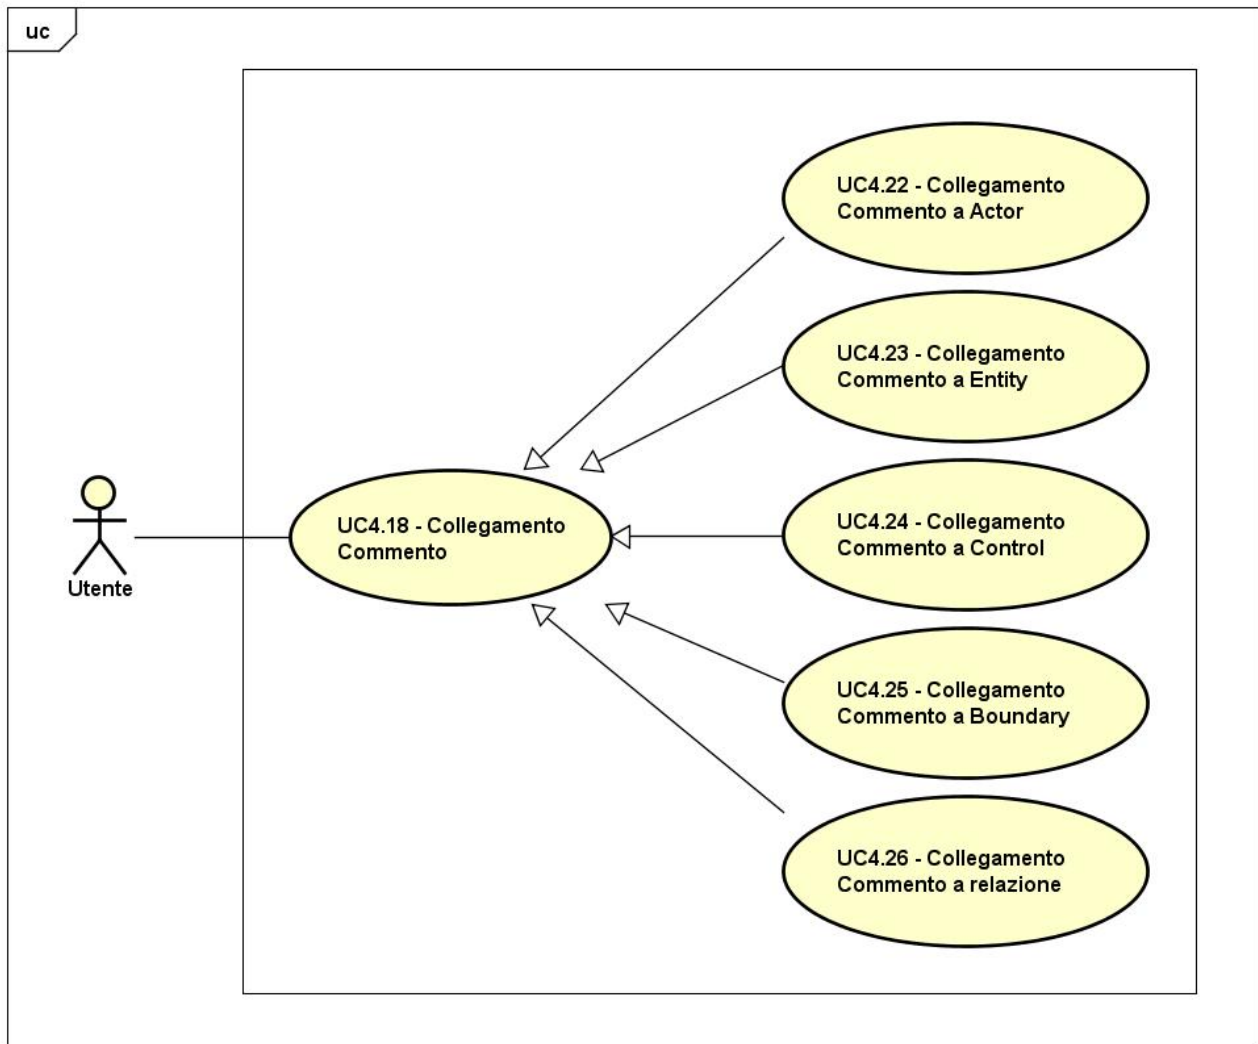 uc
UC4.22 - Collegamento
Commento a Actor
UC4.23 - Collegamento
Commento a Entity
UC4.18 - Collegamento
Commento
UC4.24 - Collegamento
Commento a Control
Utente
UC4.25 - Collegamento
Commento a Boundary
UC4.26 - Collegamento
Commento a relazione